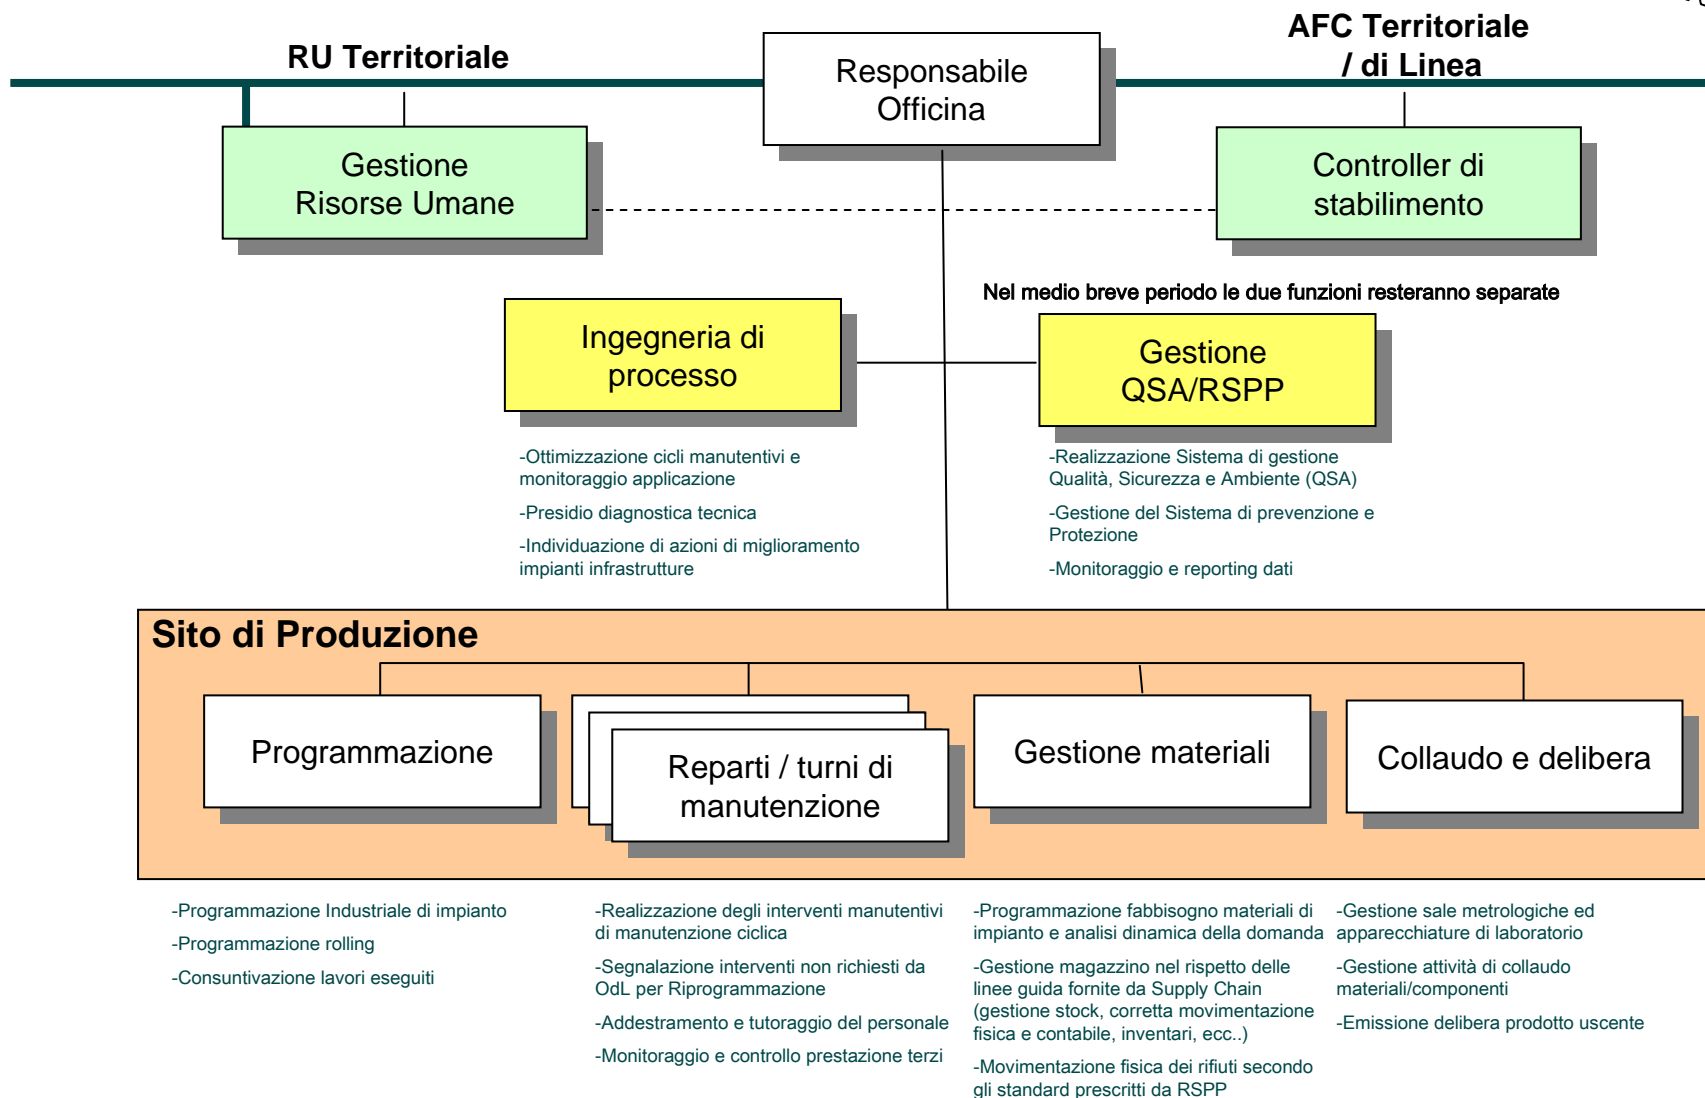 RU Territoriale
AFC Territoriale
/ di Linea
Responsabile
Officina
Gestione
Risorse Umane
Controller di
stabilimento
Nel medio breve periodo le due funzioni resteranno separate
Ingegneria di
processo
Gestione
QSA/RSPP
-Ottimizzazione cicli manutentivi e
monitoraggio applicazione
-Presidio diagnostica tecnica
-Individuazione di azioni di miglioramento
impianti infrastrutture
-Realizzazione Sistema di gestione
Qualità, Sicurezza e Ambiente (QSA)
-Gestione del Sistema di prevenzione e
Protezione
-Monitoraggio e reporting dati
Sito di Produzione
Programmazione
Reparti / turni di
manutenzione
Gestione materiali
Collaudo e delibera
-Programmazione Industriale di impianto
-Programmazione rolling
-Consuntivazione lavori eseguiti
-Realizzazione degli interventi manutentivi
di manutenzione ciclica
-Segnalazione interventi non richiesti da
OdL per Riprogrammazione
-Addestramento e tutoraggio del personale
-Monitoraggio e controllo prestazione terzi
-Programmazione fabbisogno materiali di
impianto e analisi dinamica della domanda
-Gestione magazzino nel rispetto delle
linee guida fornite da Supply Chain
(gestione stock, corretta movimentazione
fisica e contabile, inventari, ecc..)
-Movimentazione fisica dei rifiuti secondo
gli standard prescritti da RSPP
-Gestione sale metrologiche ed
apparecchiature di laboratorio
-Gestione attività di collaudo
materiali/componenti
-Emissione delibera prodotto uscente